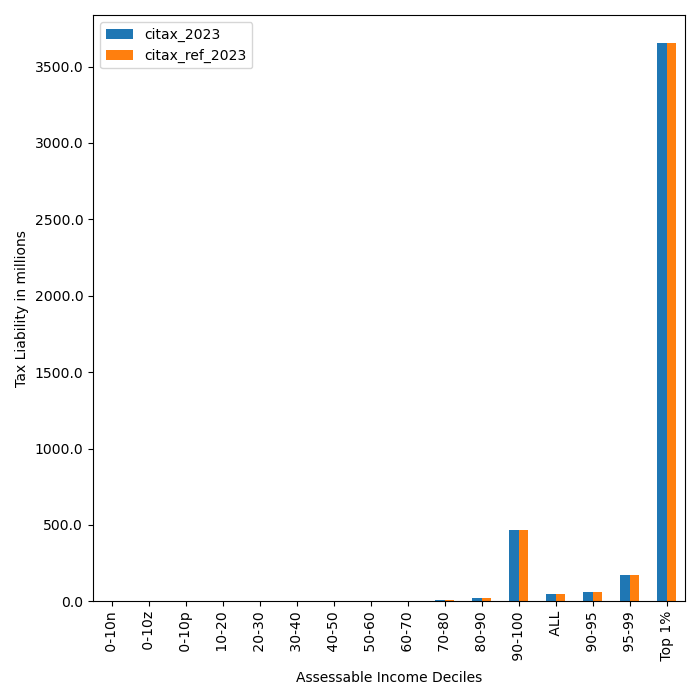 citax_2023
citax_ref_2023
3500.0
3000.0
2500.0
2000.0
1500.0
1000.0
500.0
0.0
Tax Liability in millions
0-10n
0-10z
0-10p
10-20
20-30
30-40
40-50
50-60
60-70
70-80
80-90
90-100
ALL
90-95
95-99
Top 1%
Assessable Income Deciles